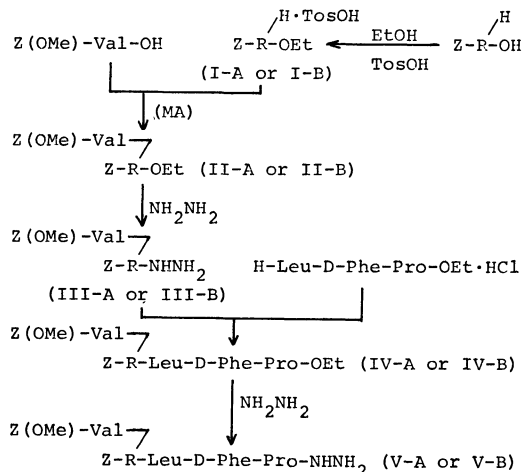 H·TosOH
H
Z(OMe)-Val-OH
Z-R-OEt
EtOH
TosOH
Z-R-OH
(I-A or I-B)
(MA)
Z(OMe)-Val
Z-R-OEt (II-A or II-B)
NH2NH2
Z(OMe)-Val
Z-R-NHNH2
H-Leu-D-Phe-Pro-OEt·HCl
(III-A or III-B)
Z(OMe)-Val
Z-R-Leu-D-Phe-Pro-OEt (IV-A or IV-B)
NH2NH2
Z(OMe)-Val
Z-R-Leu-D-Phe-Pro-NHNH2 (V-A or V-B)